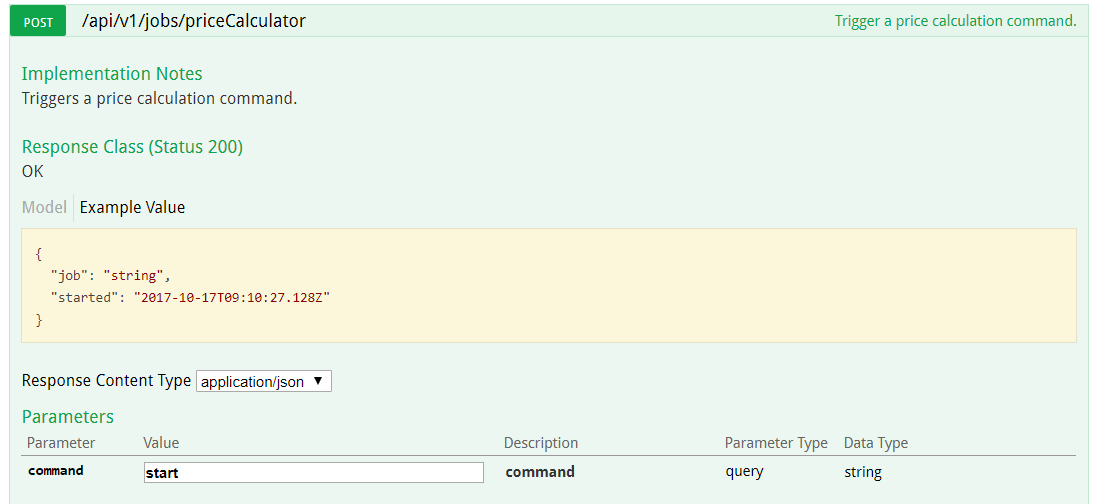 POST /api/v1/jobs/priceCalculator Trigger a price calculation command.
Implementation Notes
Triggers a price calculation command.
Response Class (Status 200)
OK
Model Example Value
{
"job": "string",
"started": "2017-10-17T09:10:27.128Z"
}
Response Content Type application/json
Parameters
Parameter Value Description Parameter Type Data Type
command start command query string